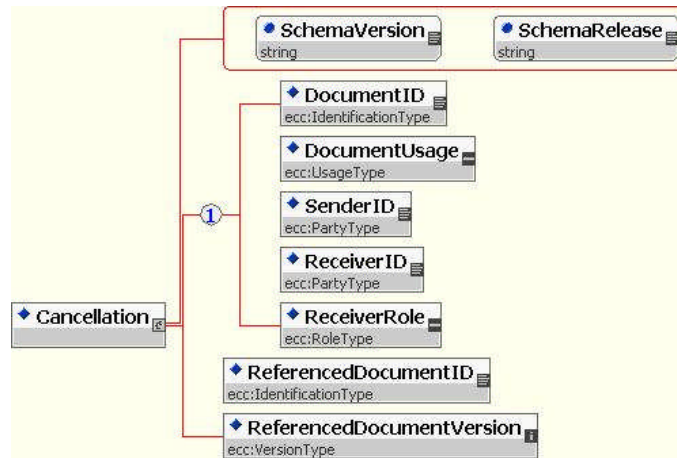 SchemaVersion
string
SchemaRelease
string
DocumentID
ecc:IdentificationType
DocumentUsage
ecc:UsageType
SenderID
ecc:PartyType
1
ReceiverID
ecc:PartyType
Cancellation
ReceiverRole
ecc:RoleType
ReferencedDocumentID
ecc:IdentificationType
ReferencedDocumentVersion
ecc:VersionType